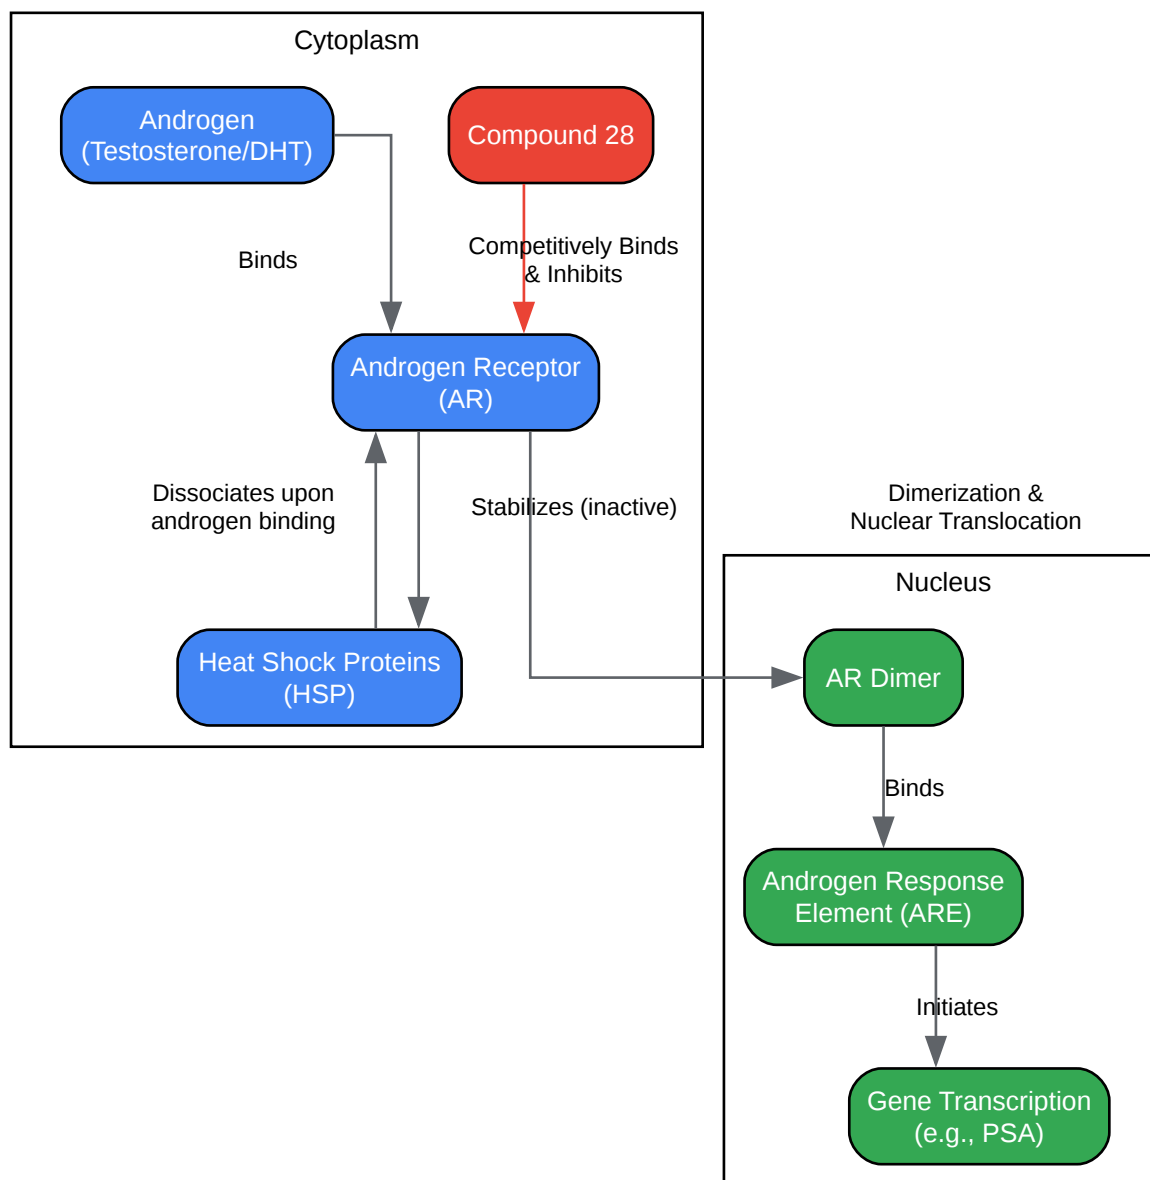 Cytoplasm
Androgen
(Testosterone/DHT)
Compound 28
Binds
Competitively Binds
& Inhibits
Androgen Receptor
(AR)
Dissociates upon
androgen binding
Stabilizes (inactive)
Heat Shock Proteins
(HSP)
Dimerization &
Nuclear Translocation
Nucleus
AR Dimer
Binds
Androgen Response
Element (ARE)
Initiates
Gene Transcription
(e.g., PSA)